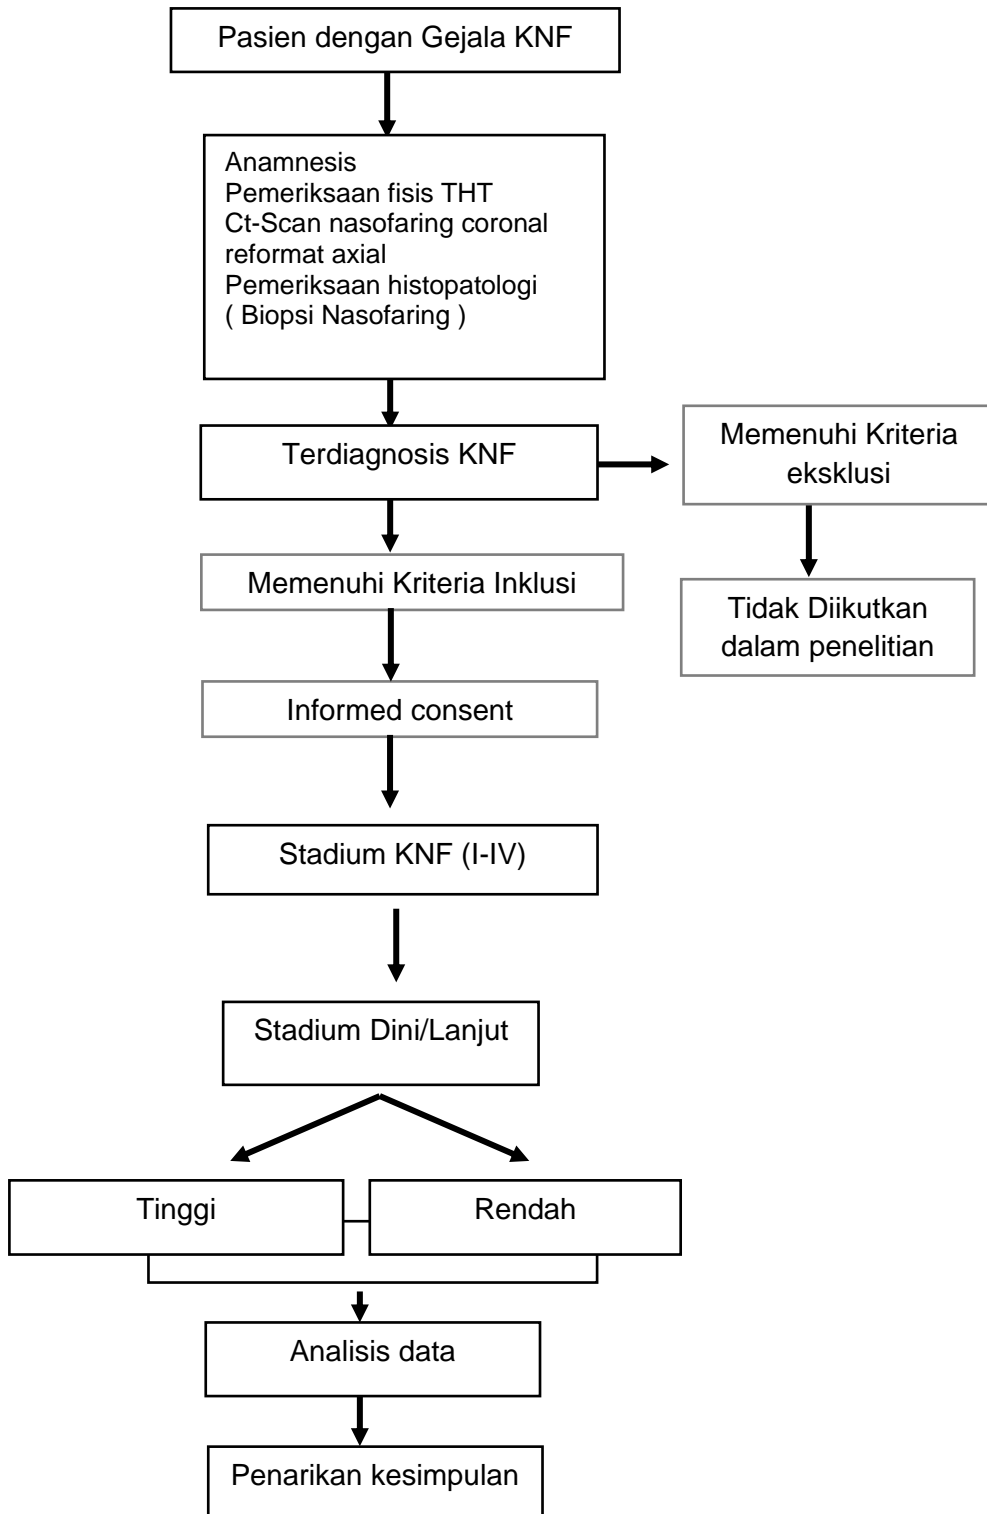 Pasien dengan Gejala KNF
Anamnesis
Pemeriksaan fisis THT
Ct-Scan nasofaring coronal
reformat axial
Pemeriksaan histopatologi
( Biopsi Nasofaring )
Terdiagnosis KNF
Memenuhi Kriteria
eksklusi
Memenuhi Kriteria Inklusi
Tidak Diikutkan
dalam penelitian
Informed consent
Stadium KNF (I-IV)
Stadium Dini/Lanjut
Tinggi
Rendah
Analisis data
Penarikan kesimpulan